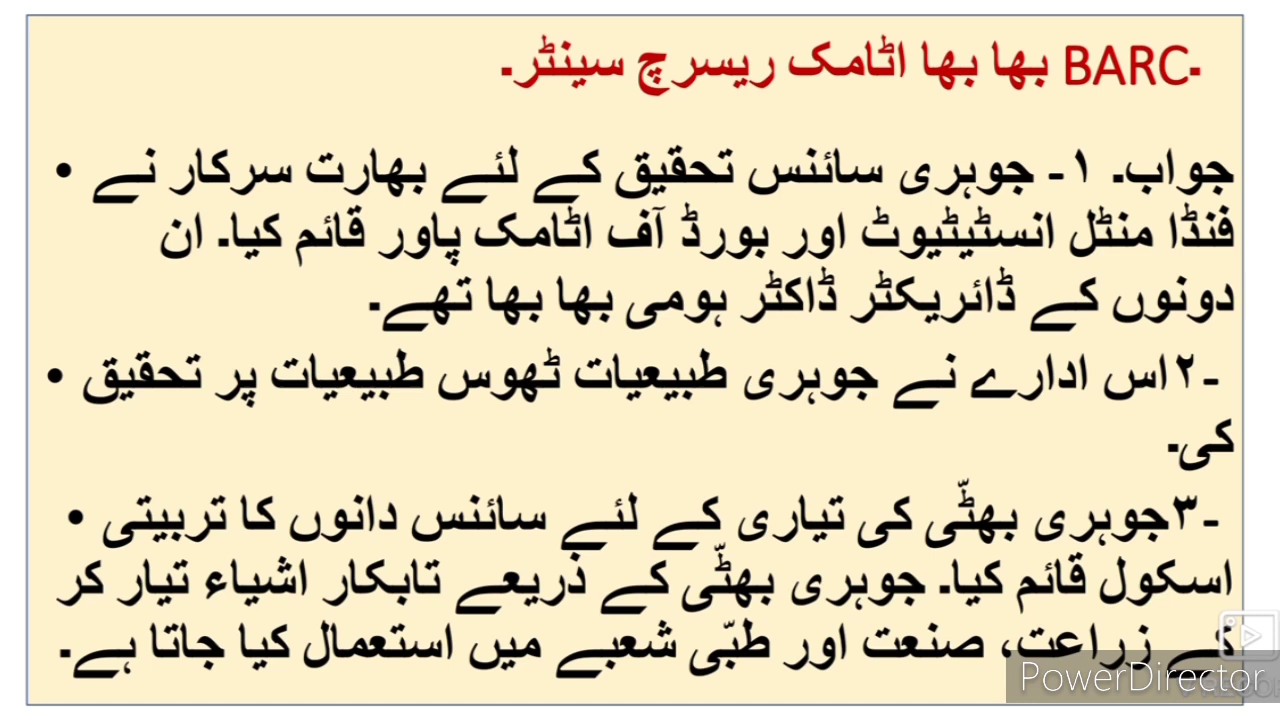 ۔BARC بھا بھا اٹامک ریسرچ سینٹر۔
جواب۔ ۱۔ جوہری سائنس تحقیق کے لئے بھارت سرکار نے •
فنڈا منٹل انسٹیٹیوٹ اور بورڈ آف اٹامک پاور قائم کیا۔ ان
دونوں کے ڈائریکٹر ڈاکٹر ہومی بھا بھا تھے۔
۔۲اس ادارے نے جوہری طبیعیات ٹھوس طبیعیات پر تحقیق •
کی۔
۔۳جوہری بھٹّی کی تیاری کے لئے سائنس دانوں کا تربیتی •
اسکول قائم کیا۔ جوہری بھٹّی کے ذریعے تابکار اشیاء تیار کر
کے زراعت، صنعت اور طبّی شعبے میں استعمال کیا جاتا ہے۔
PowerDirector